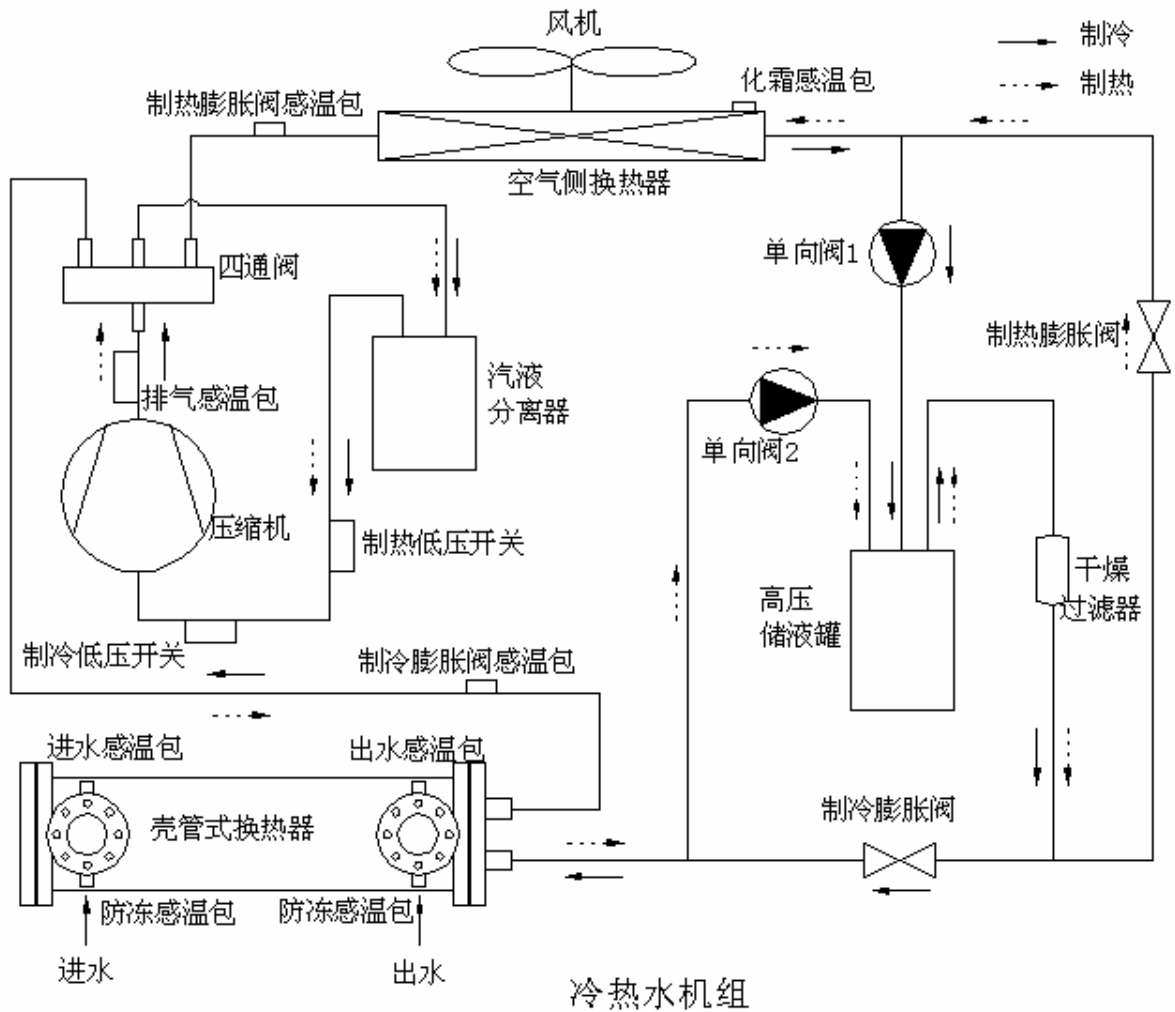 风机
制冷
化霜感温包
制热
制热膨胀阀感温包
空气侧换热器
单向阀1
四通阀
制热膨胀阀
汽液
分离器
排气感温包
单向阀2
压缩机
制热低压开关
干燥
过滤器
高压
储液罐
制冷低压开关
制冷膨胀阀感温包
进水感温包
出水感温包
壳管式换热器
制冷膨胀阀
防冻感温包
防冻感温包
进水
出水
冷热水机组